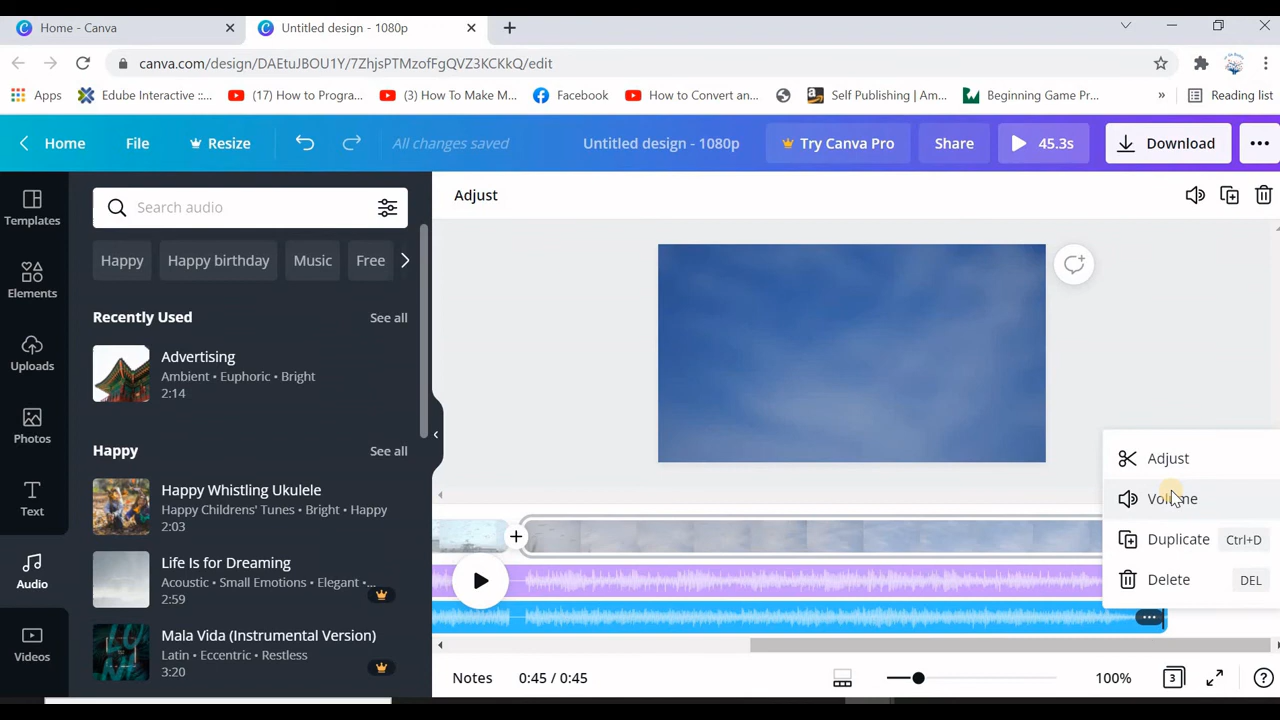 Home - Canva
Untitled design - 1080p
canva.com/design/DAEtuJBOU1Y/7ZhjsPTMzofFgQVZ3KCKkQ/edit
Apps
Edube Interactive ::...
(17) How to Progra...
(3) How To Make M...
Facebook
How to Convert an...
Self Publishing | Am...
Beginning Game Pr...
»
Reading list
Home
File
Resize
All changes saved
Untitled design - 1080p
Try Canva Pro
Share
45.3s
Download
Templates
Elements
Uploads
Photos
Text
Audio
Videos
Search audio
Happy
Happy birthday
Music
Free
Recently Used
See all
Advertising
Ambient • Euphoric • Bright
2:14
Happy
See all
Happy Whistling Ukulele
Happy Childrens' Tunes • Bright • Happy
2:03
Life Is for Dreaming
Acoustic • Small Emotions • Elegant •...
2:59
Mala Vida (Instrumental Version)
Latin • Eccentric • Restless
3:20
Adjust
Adjust
Volume
Duplicate Ctrl+D
Delete DEL
Notes
0:45 / 0:45
100%
3